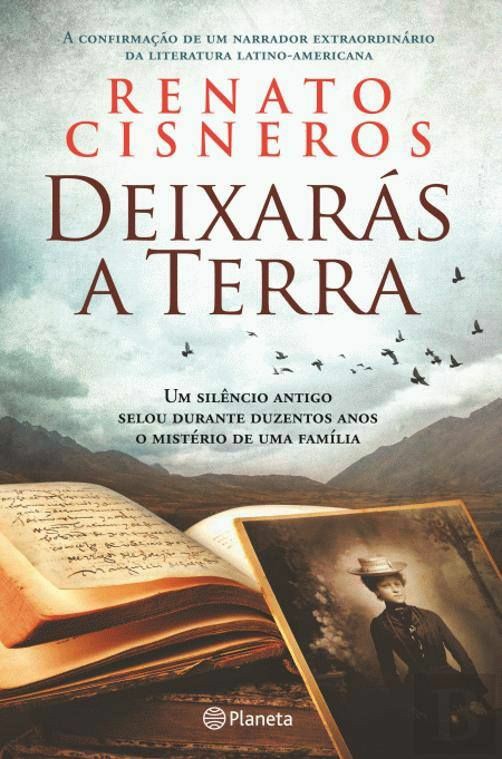 A CONFIRMAÇÃO DE UM NARRADOR EXTRAORDINÁRIO
DA LITERATURA LATINO-AMERICANA
RENATO
CISNEROS
DEIXARÁS
A TERRA
UM SILÊNCIO ANTIGO
SELOU DURANTE DUZENTOS ANOS
O MISTÉRIO DE UMA FAMÍLIA
Planeta
B